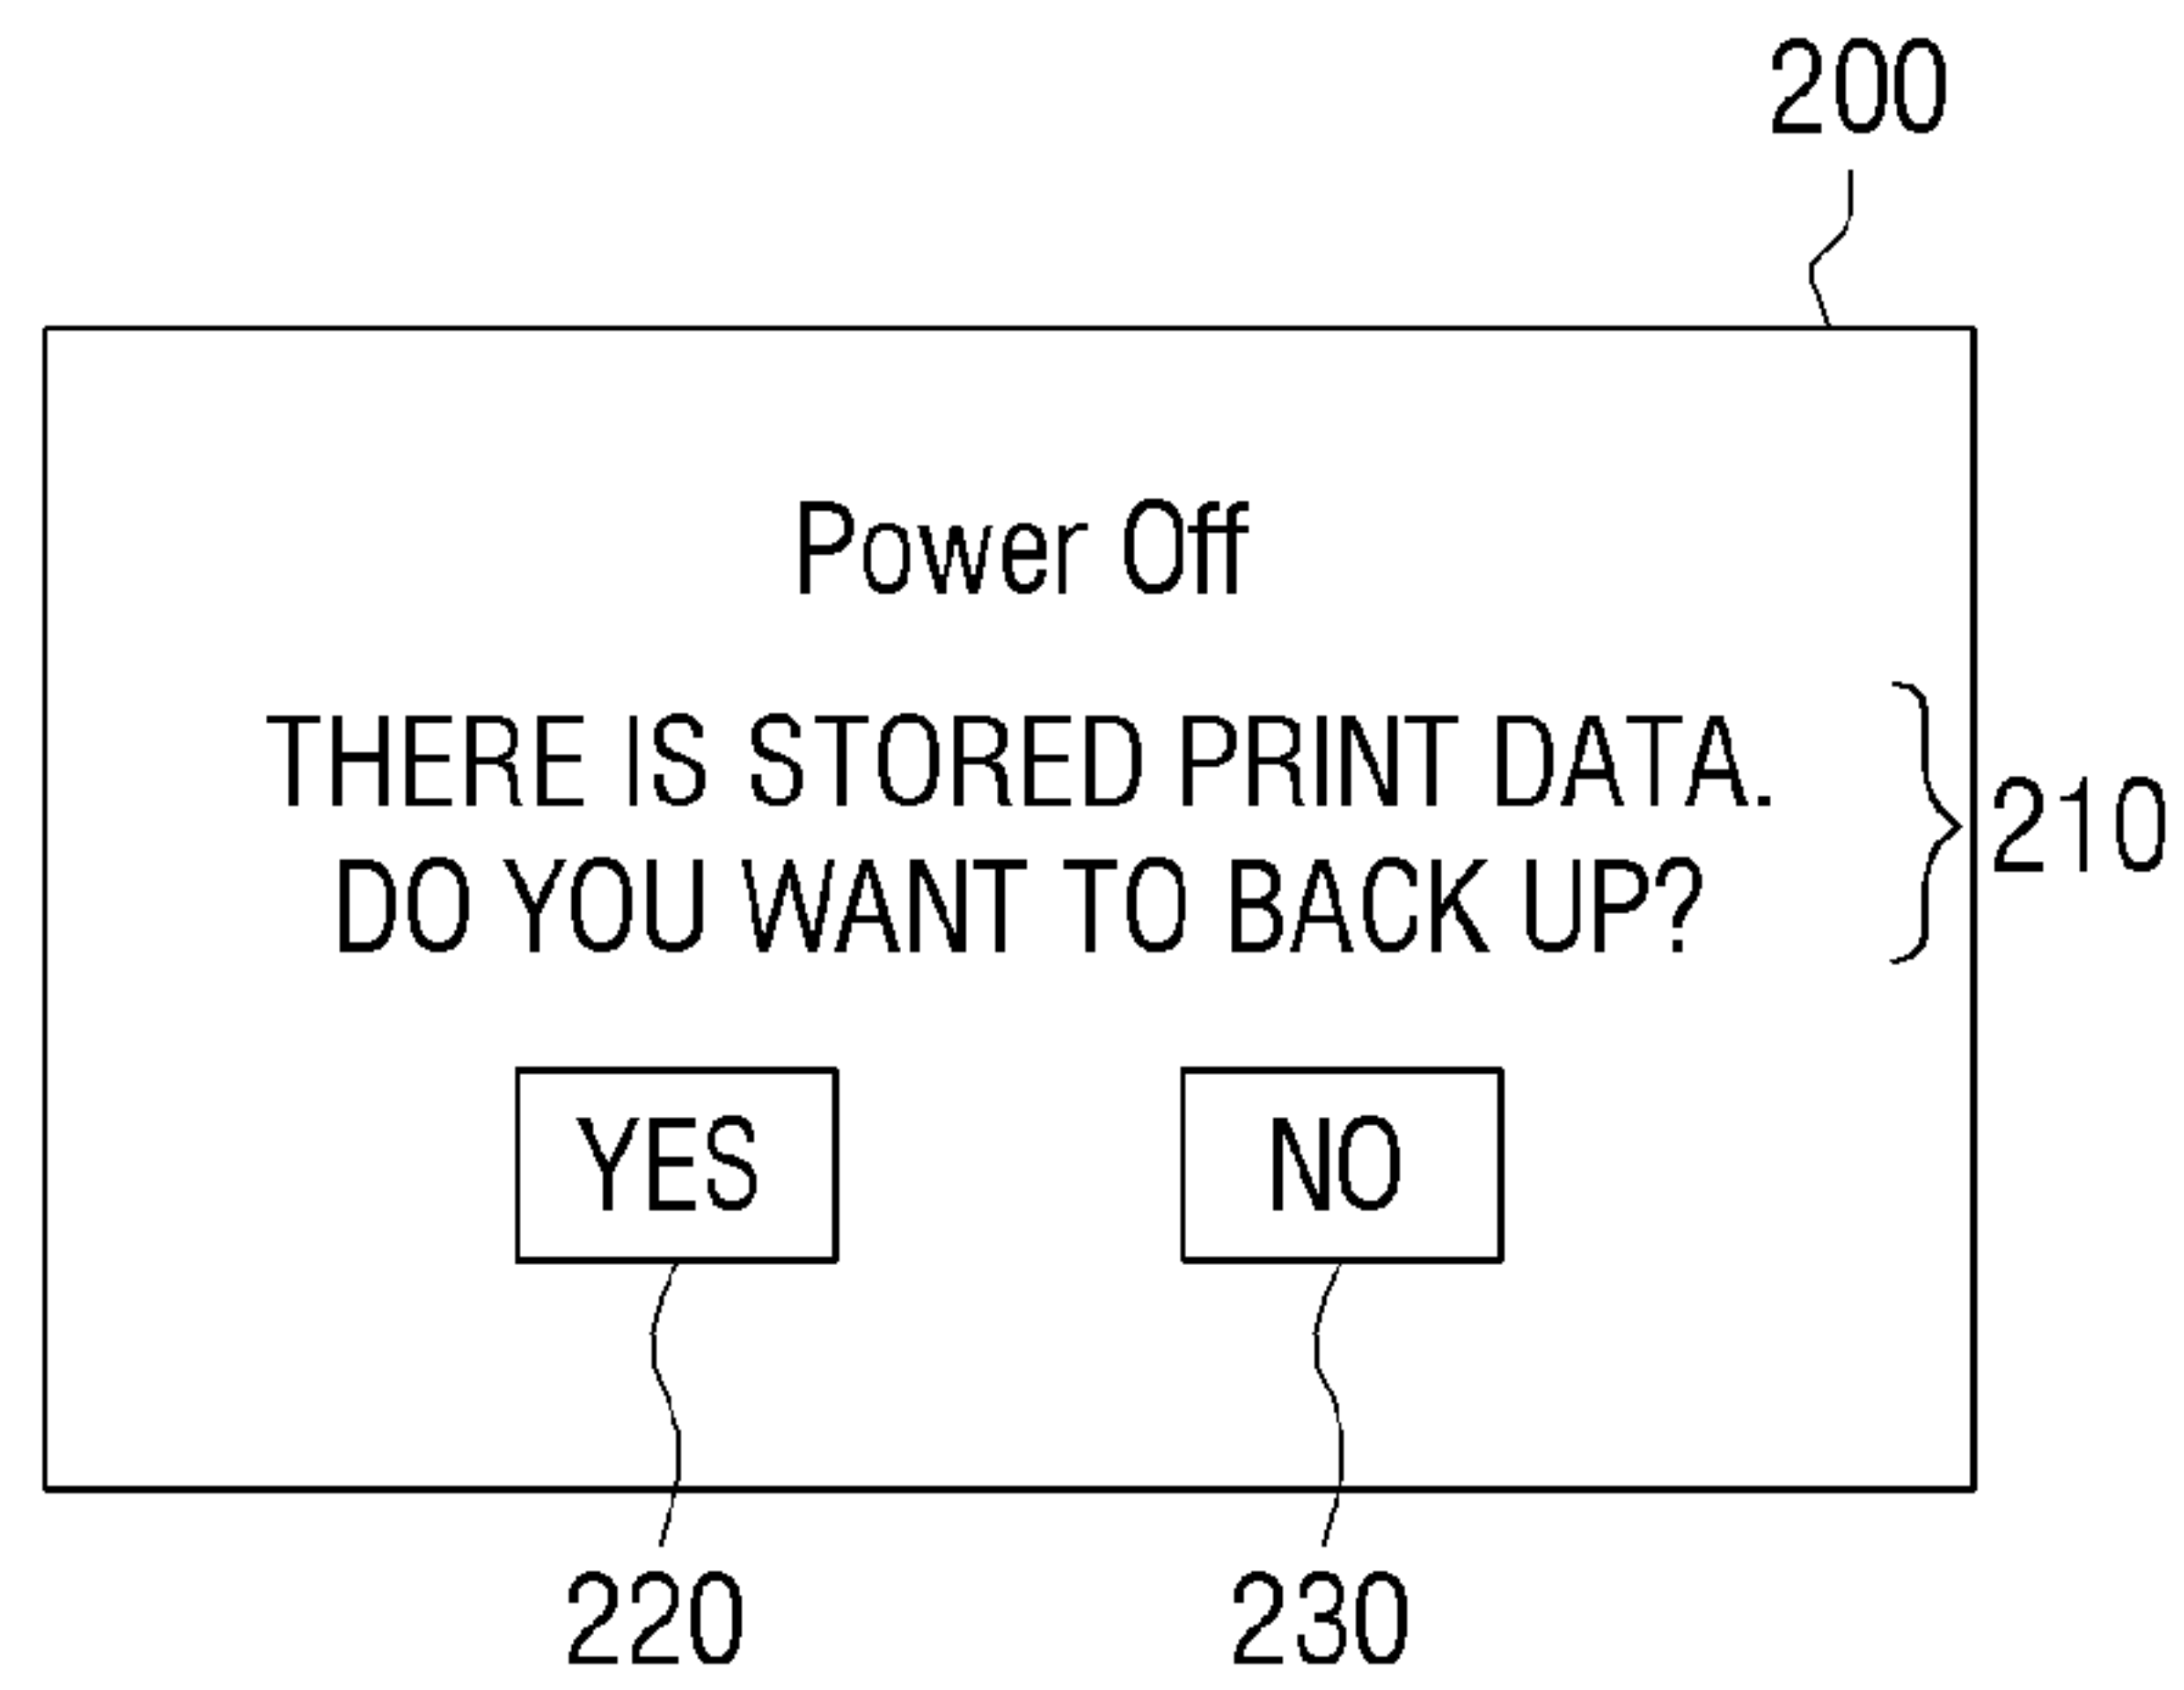 200
Power Off
THERE IS STORED PRINT DATA.
DO YOU WANT TO BACK UP?
210
YES NO
220 230